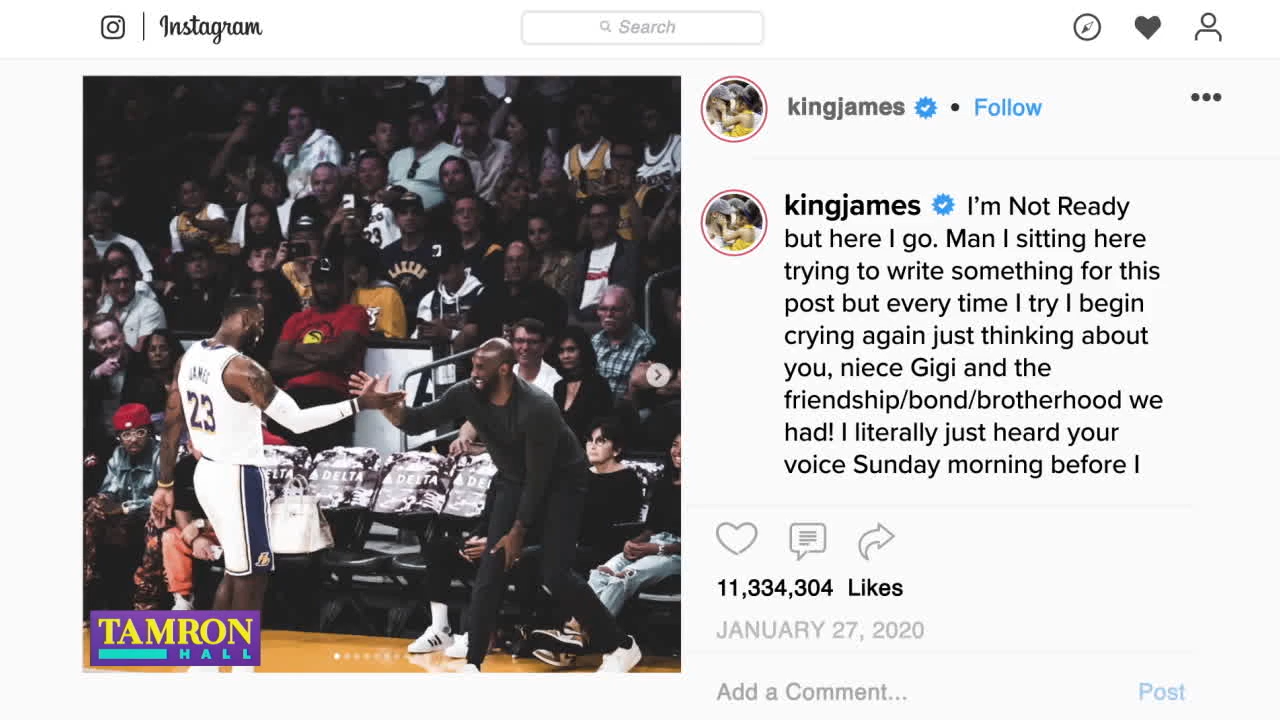 Instagram
Search
kingjames • Follow
kingjames I’m Not Ready
but here I go. Man I sitting here
trying to write something for this
post but every time I try I begin
crying again just thinking about
you, niece Gigi and the
friendship/bond/brotherhood we
had! I literally just heard your
voice Sunday morning before I
11,334,304 Likes
JANUARY 27, 2020
Add a Comment... Post
LAKERS
23
JAMES
23
DELTA
DELTA
DELTA
TAMRON
HALL